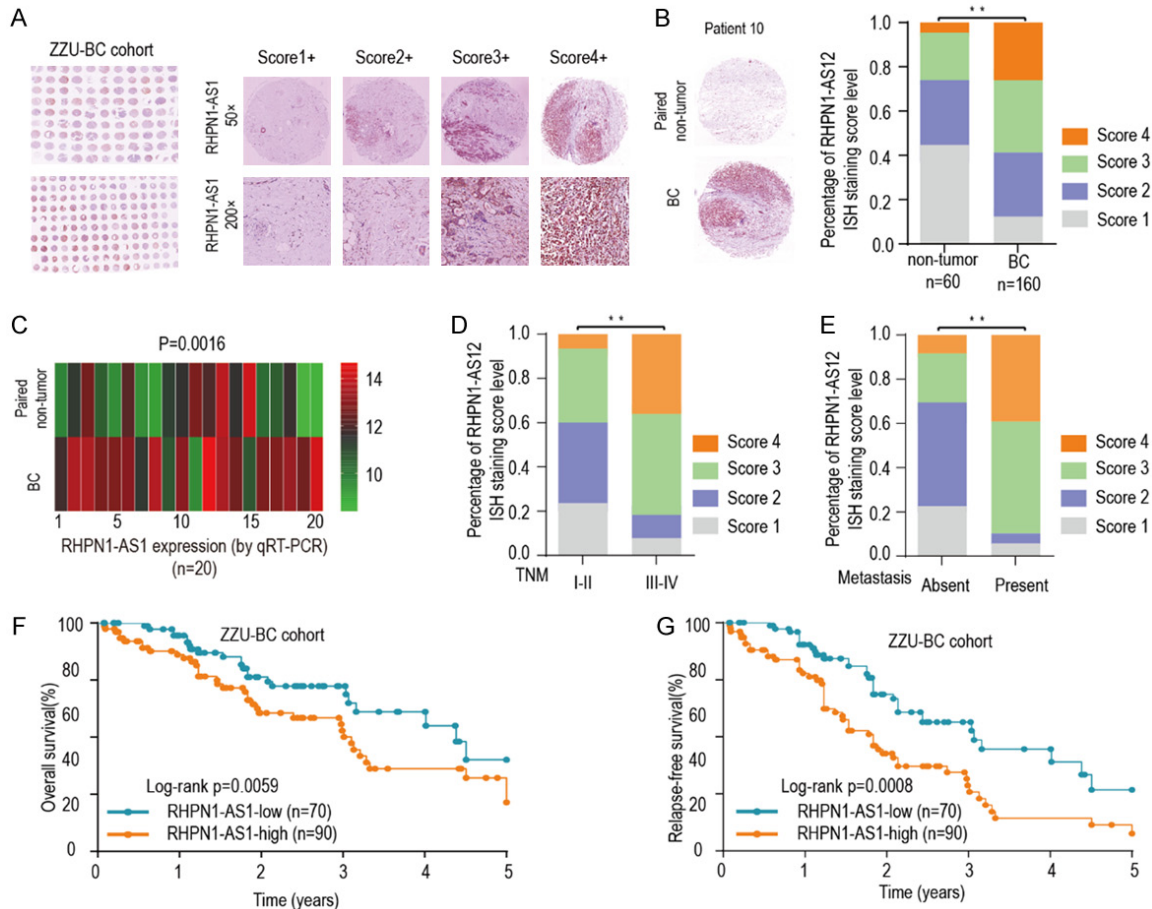 A
ZZU-BC cohort
Score1+ Score2+ Score3+ Score4+
RHPN1-AS1
50×
RHPN1-AS1
200×
B
Patient 10
Paired
non-tumor
BC
Percentage of RHPN1-AS12
ISH staining score level
1.0
0.8
0.6
0.4
0.2
0.0
**
non-tumor
n=60
BC
n=160
Score 4
Score 3
Score 2
Score 1
C
P=0.0016
Paired
non-tumor
BC
14
12
10
1 5 10 15 20
RHPN1-AS1 expression (by qRT-PCR)
(n=20)
D
Percentage of RHPN1-AS12
ISH staining score level
1.0
0.8
0.6
0.4
0.2
0.0
**
TNM I-II III-IV
Score 4
Score 3
Score 2
Score 1
E
Percentage of RHPN1-AS12
ISH staining score level
1.0
0.8
0.6
0.4
0.2
0.0
**
Metastasis Absent Present
Score 4
Score 3
Score 2
Score 1
F
ZZU-BC cohort
Overall survival(%)
100
80
60
40
20
0
Log-rank p=0.0059
RHPN1-AS1-low (n=70)
RHPN1-AS1-high (n=90)
0 1 2 3 4 5
Time (years)
G
ZZU-BC cohort
Relapse-free survival(%)
100
80
60
40
20
0
Log-rank p=0.0008
RHPN1-AS1-low (n=70)
RHPN1-AS1-high (n=90)
0 1 2 3 4 5
Time (years)